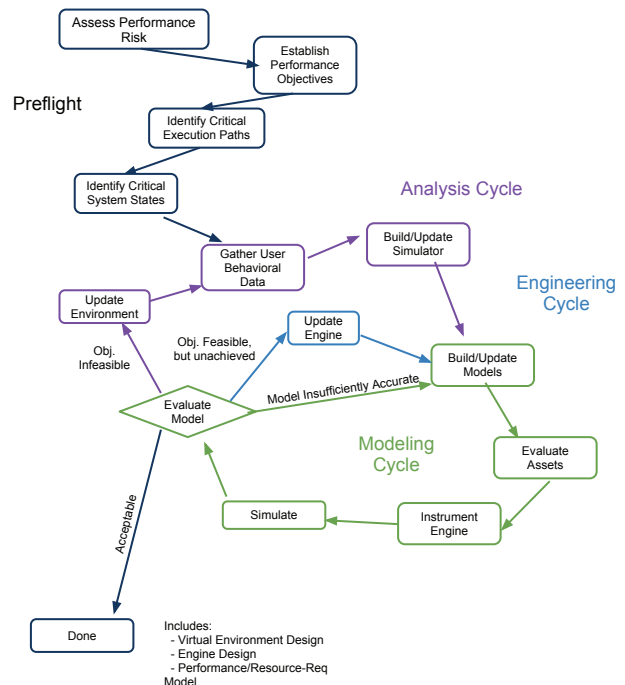 Assess Performance
Risk
Establish
Performance
Objectives
Preflight
Identify Critical
Execution Paths
Identify Critical
System States
Analysis Cycle
Gather User
Behavioral
Data
Build/Update
Simulator
Engineering
Cycle
Update
Environment
Update
Engine
Obj. Feasible,
but unachieved
Obj.
Infeasible
Build/Update
Models
Model Insufficiently Accurate
Evaluate
Model
Modeling
Cycle
Evaluate
Assets
Simulate
Instrument
Engine
Acceptable
Done
Includes:
- Virtual Environment Design
- Engine Design
- Performance/Resource-Req
Model